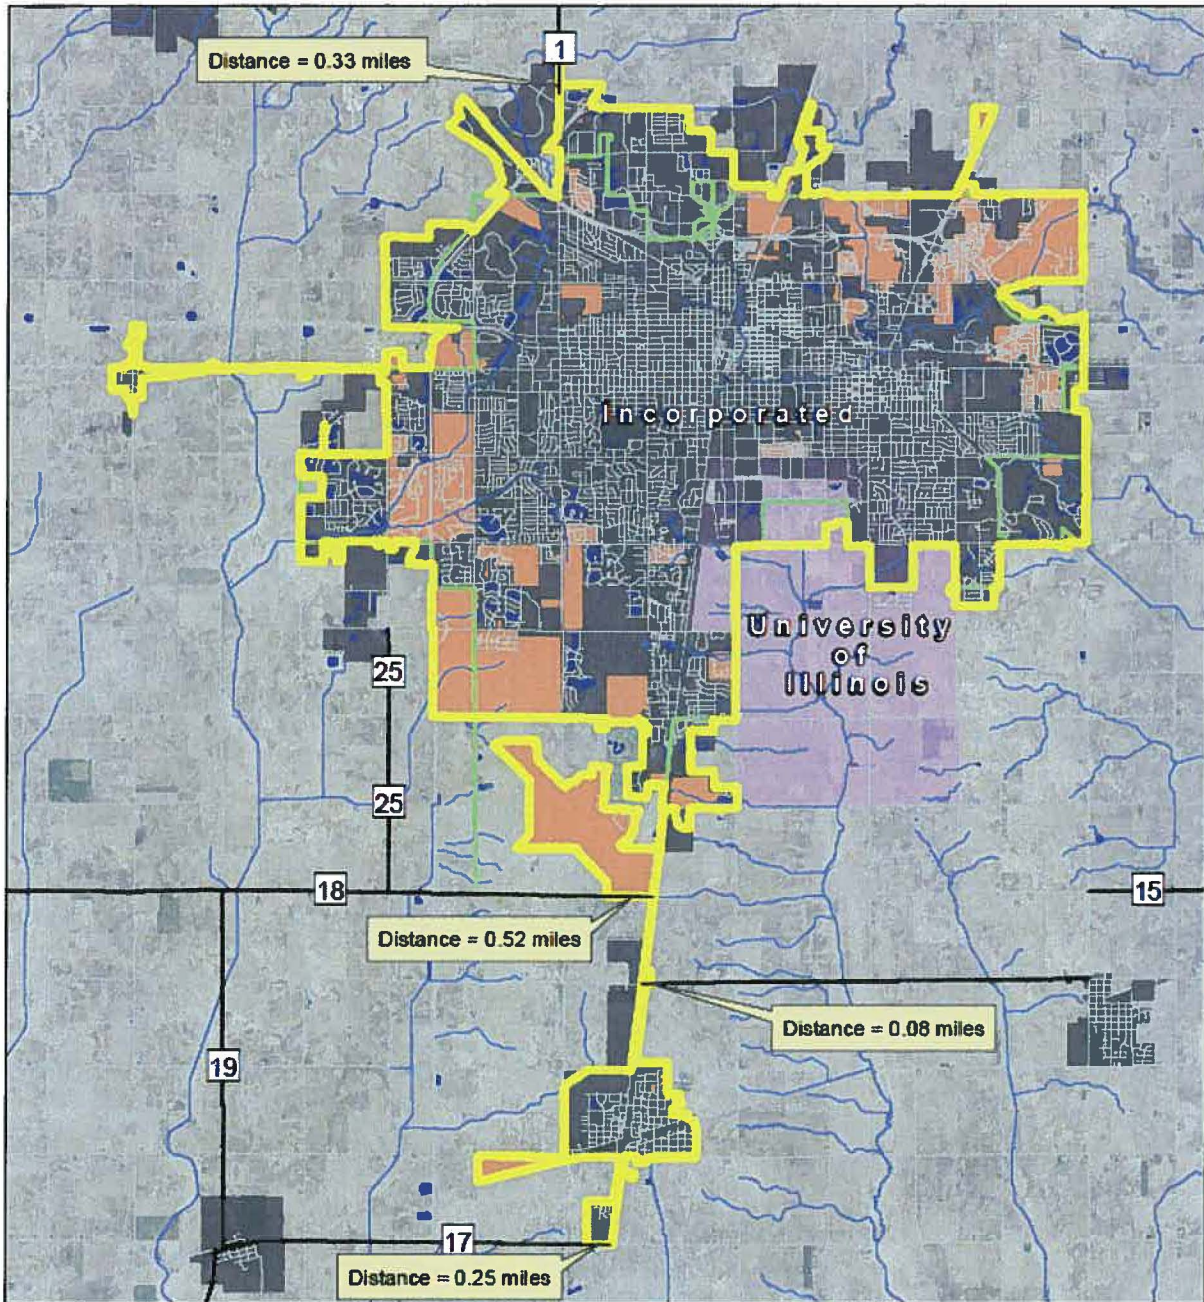 1
Distance = 0.33 miles
Incorporated
University
of
Illinois
25
25
18
15
Distance = 0.52 miles
Distance = 0.08 miles
19
17
Distance = 0.25 miles